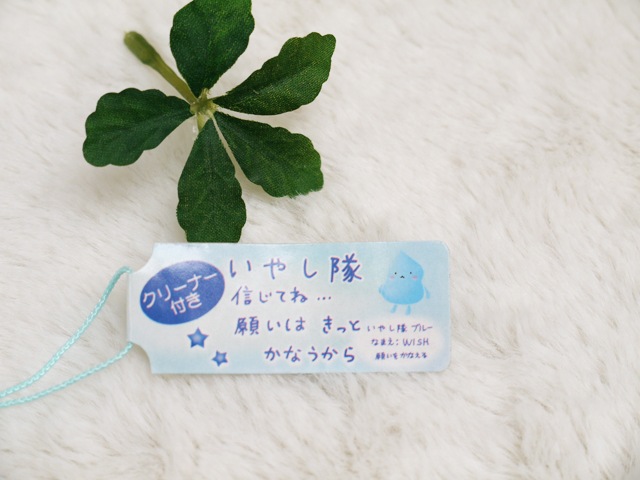 クリーナー
付き
いやし隊
信じてね…
願いは きっと
かなうから
いやし隊 ブルー
なまえ:WISH
願いをかなえる